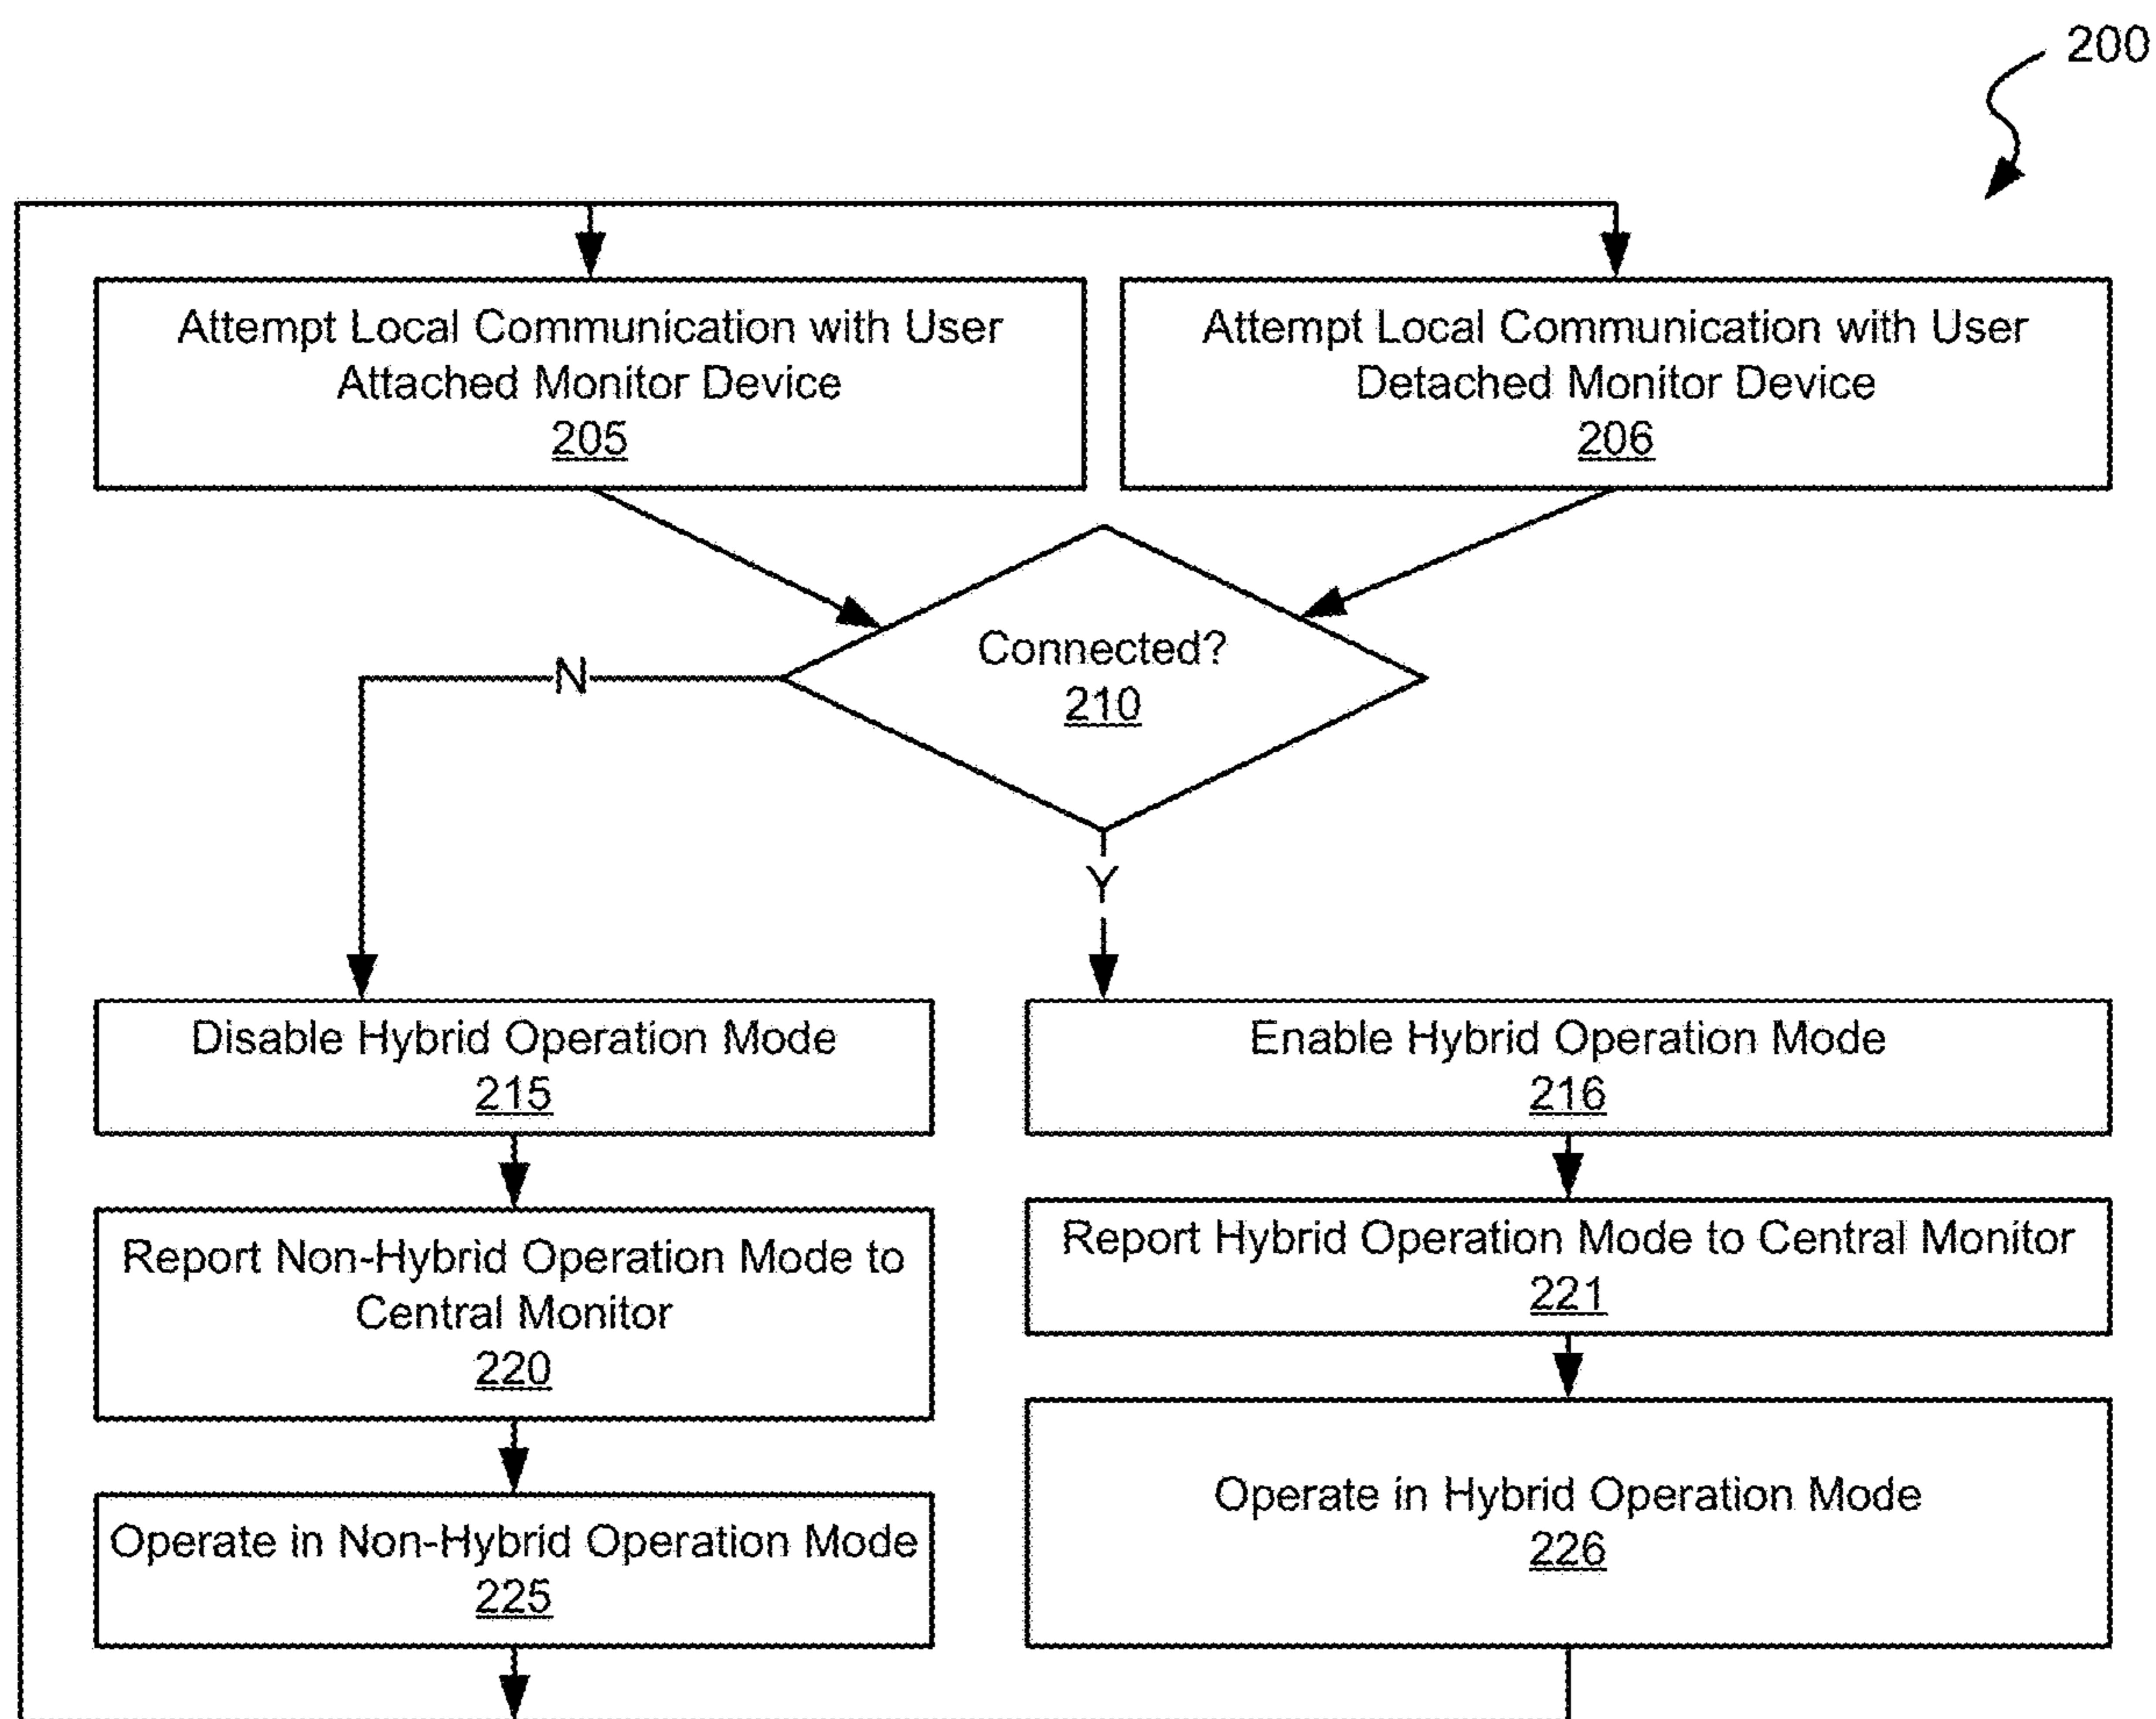 200
Attempt Local Communication with User
Attached Monitor Device
205
Attempt Local Communication with User
Detached Monitor Device
206
Connected?
210
N
Y
Disable Hybrid Operation Mode
215
Enable Hybrid Operation Mode
216
Report Non-Hybrid Operation Mode to
Central Monitor
220
Report Hybrid Operation Mode to Central Monitor
221
Operate in Non-Hybrid Operation Mode
225
Operate in Hybrid Operation Mode
226